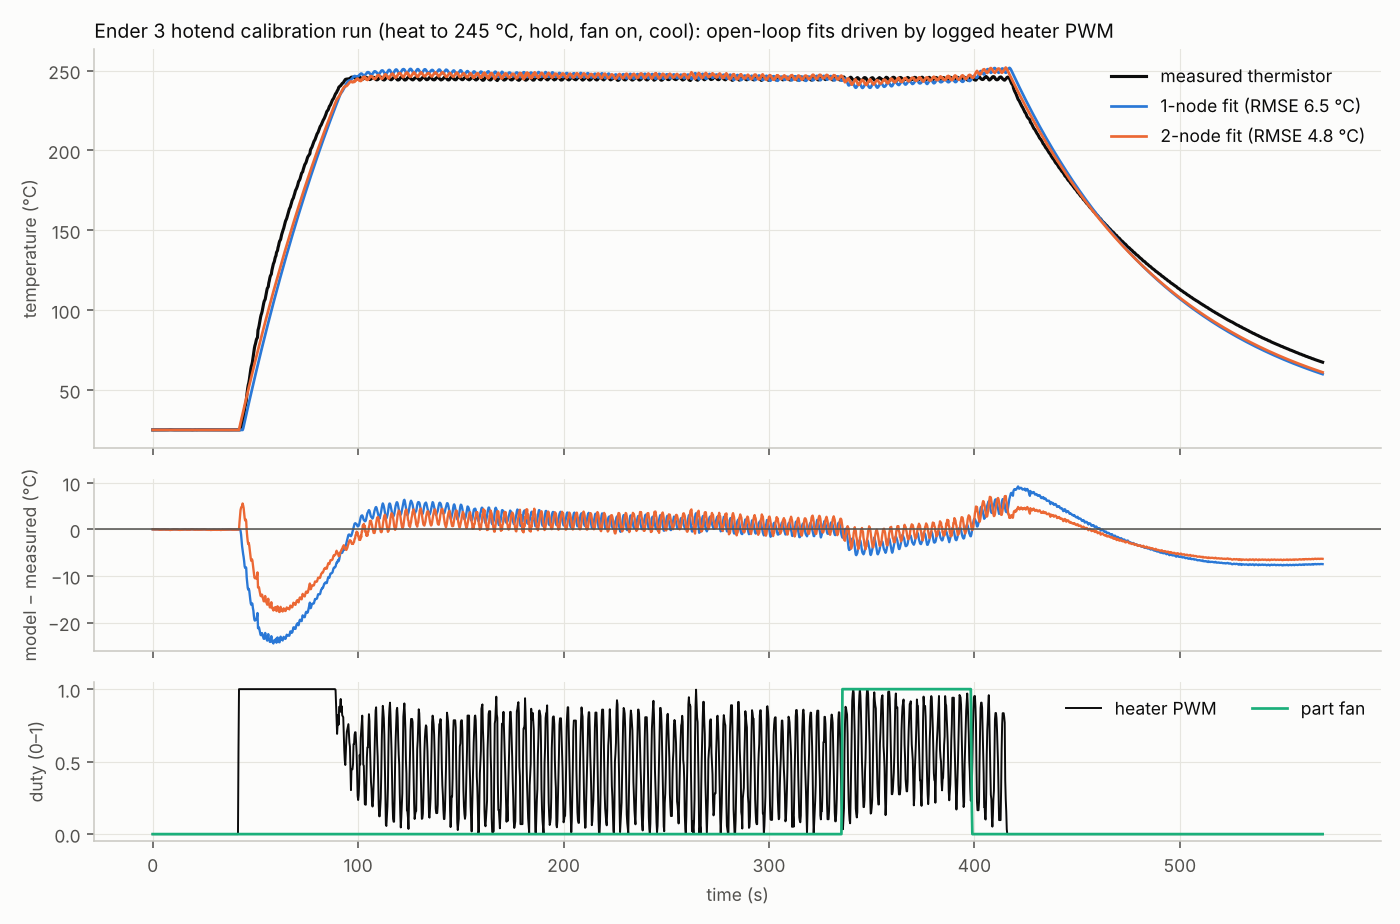 Ender 3 hotend calibration run (heat to 245 °C, hold, fan on, cool): open-loop fits driven by logged heater PWM
temperature (°C)
250
200
150
100
50
measured thermistor
1-node fit (RMSE 6.5 °C)
2-node fit (RMSE 4.8 °C)
model − measured (°C)
10
0
−10
−20
duty (0–1)
1.0
0.5
0.0
heater PWM
part fan
0
100
200
300
400
500
time (s)